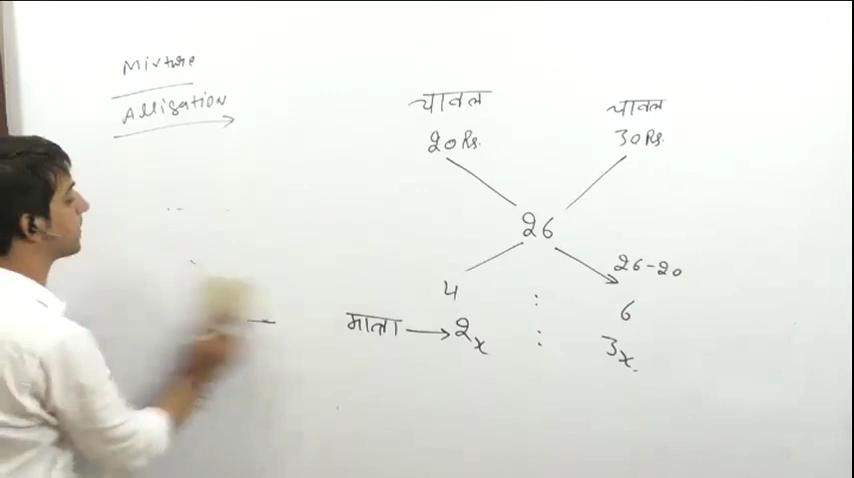 Mixture
Alligation
चावल चावल
20 Rs. 30 Rs.
26
26-20
4 : 6
मात्रा → 2x : 3x